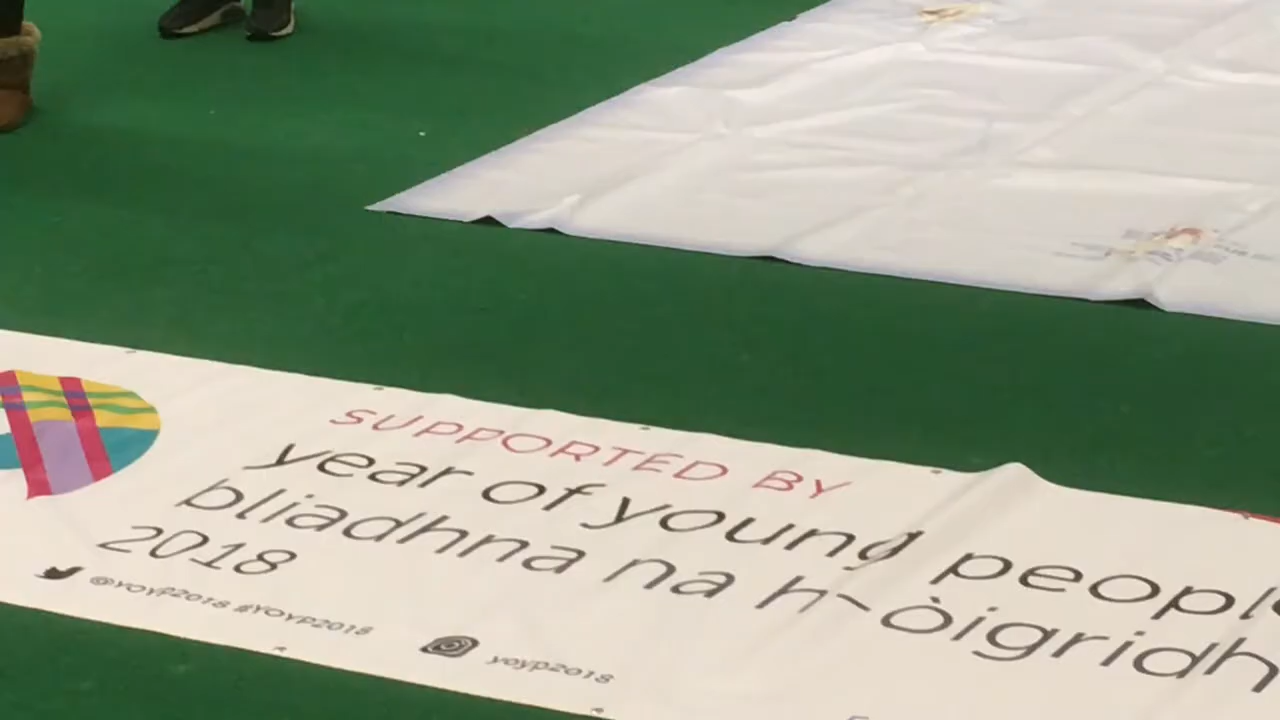 SUPPORTED BY
year of young peopl
bliadhna na h-òigridh
2018
@YOYP2018 #YOYP2018
yoyp2018